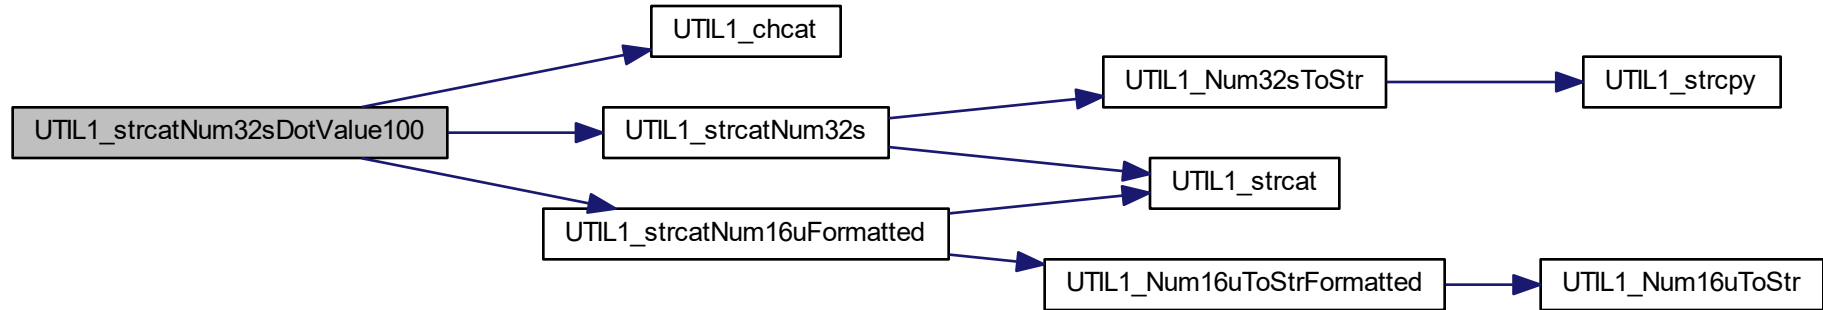 UTIL1_chcat
UTIL1_Num32sToStr
UTIL1_strcpy
UTIL1_strcatNum32sDotValue100
UTIL1_strcatNum32s
UTIL1_strcat
UTIL1_strcatNum16uFormatted
UTIL1_Num16uToStrFormatted
UTIL1_Num16uToStr